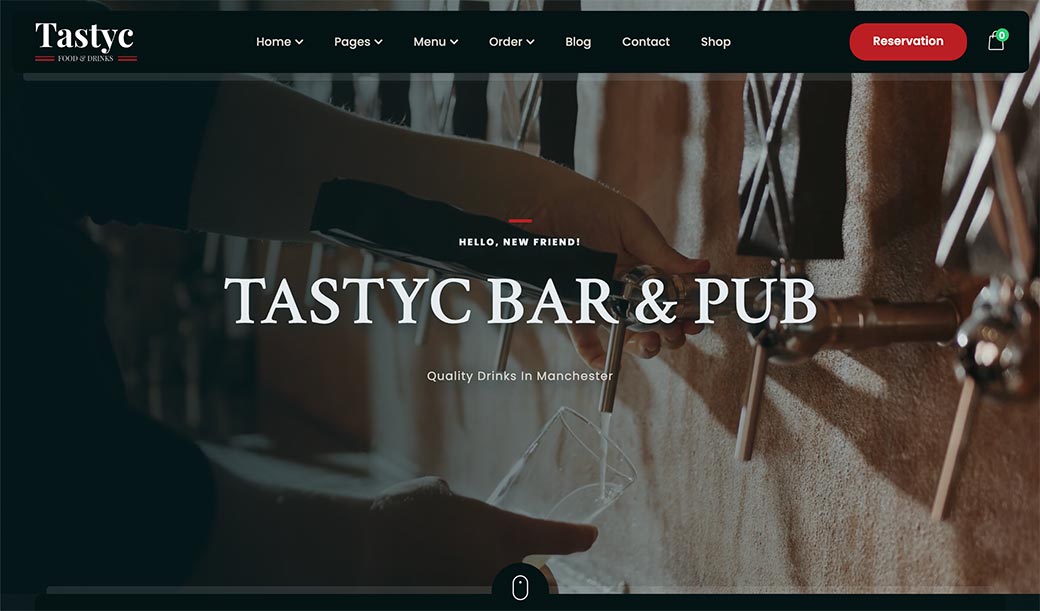 Tastyc
FOOD & DRINKS
Home
Pages
Menu
Order
Blog
Contact
Shop
Reservation
0
HELLO, NEW FRIEND!
TASTYC BAR & PUB
Quality Drinks In Manchester